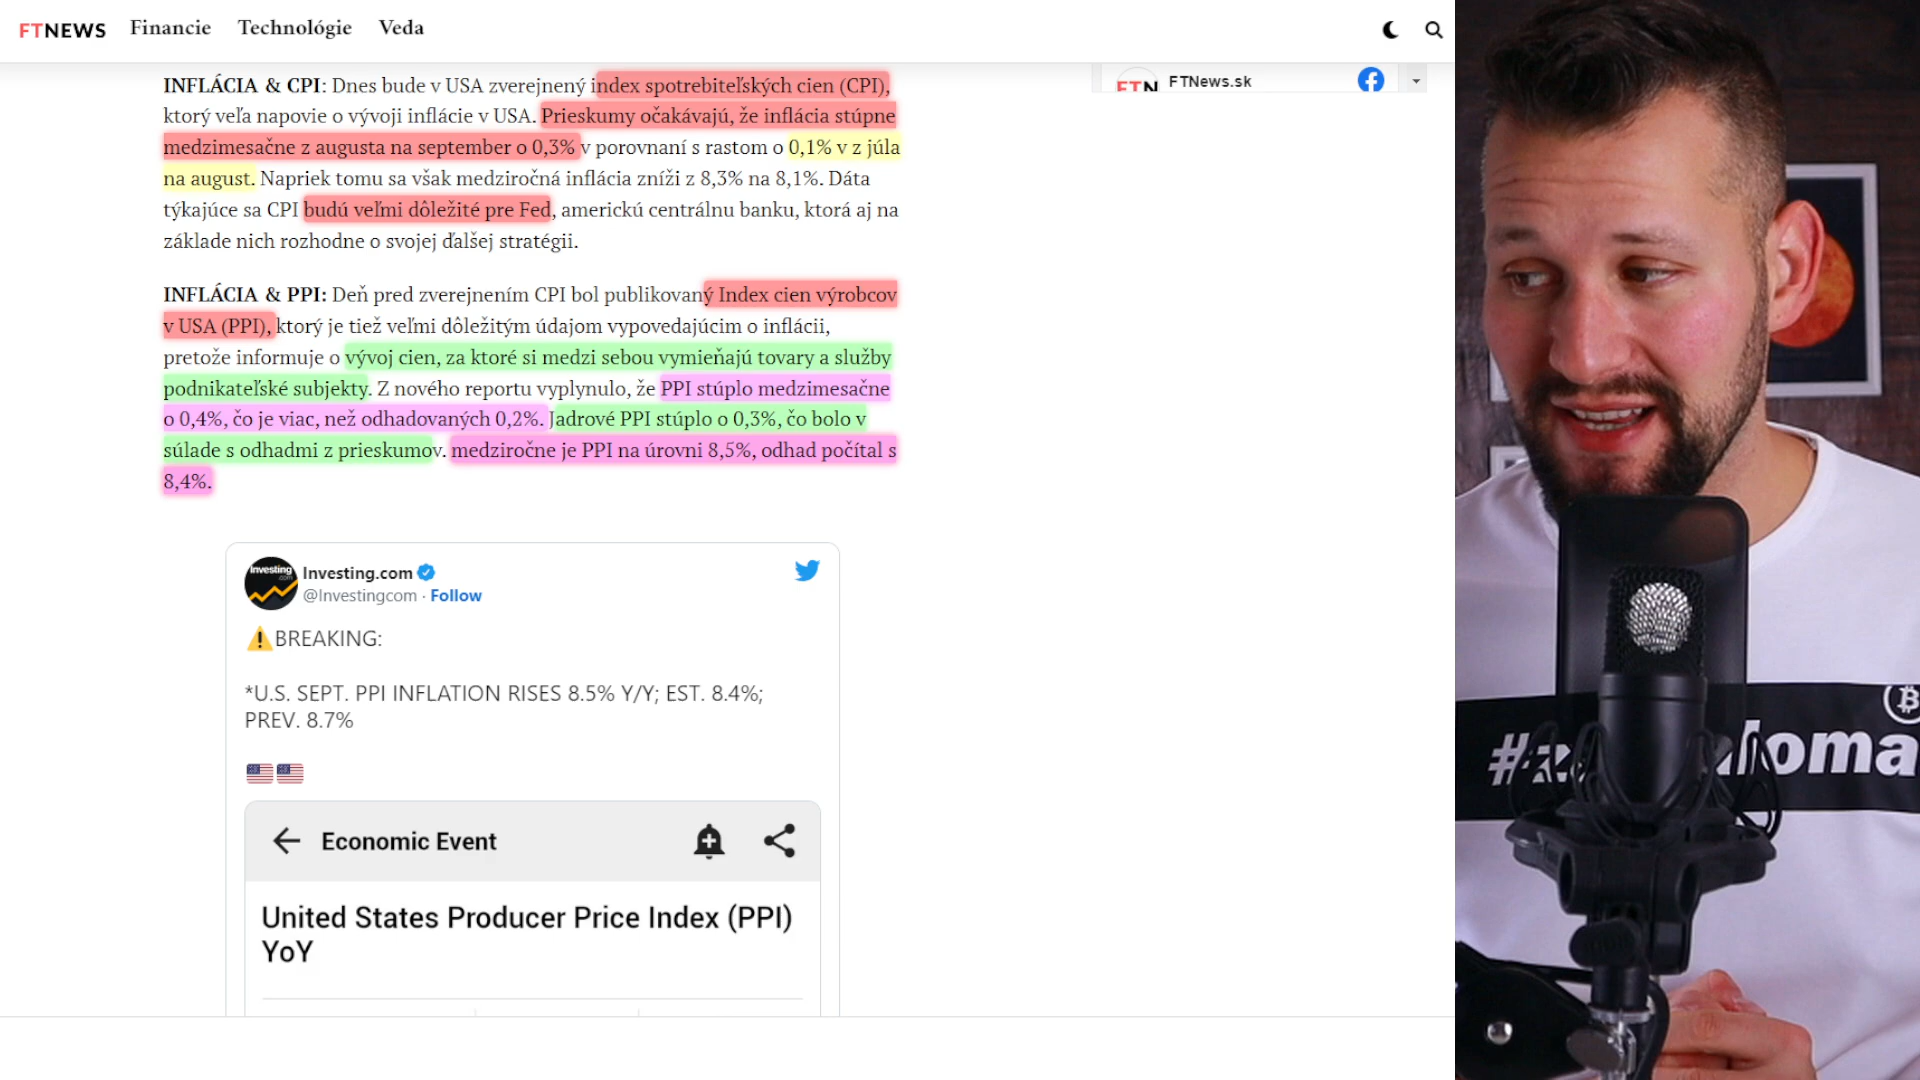 FTNEWS Financie Technológie Veda
INFLÁCIA & CPI: Dnes bude v USA zverejnený index spotrebiteľských cien (CPI),
ktorý veľa napovie o vývoji inflácie v USA. Prieskumy očakávajú, že inflácia stúpne
medzimesačne z augusta na september o 0,3% v porovnaní s rastom o 0,1% v z júla
na august. Napriek tomu sa však medziročná inflácia zníži z 8,3% na 8,1%. Dáta
týkajúce sa CPI budú veľmi dôležité pre Fed, americkú centrálnu banku, ktorá aj na
základe nich rozhodne o svojej ďalšej stratégii.
INFLÁCIA & PPI: Deň pred zverejnením CPI bol publikovaný Index cien výrobcov
v USA (PPI), ktorý je tiež veľmi dôležitým údajom vypovedajúcim o inflácii,
pretože informuje o vývoj cien, za ktoré si medzi sebou vymieňajú tovary a služby
podnikateľské subjekty. Z nového reportu vyplynulo, že PPI stúplo medzimesačne
o 0,4%, čo je viac, než odhadovaných 0,2%. Jadrové PPI stúplo o 0,3%, čo bolo v
súlade s odhadmi z prieskumov. medziročne je PPI na úrovni 8,5%, odhad počítal s
8,4%.
FTN FTNews.sk
Investing.com
Investing.com
@Investingcom · Follow
⚠️BREAKING:
*U.S. SEPT. PPI INFLATION RISES 8.5% Y/Y; EST. 8.4%;
PREV. 8.7%
🇺🇸🇺🇸
Economic Event
United States Producer Price Index (PPI)
YoY